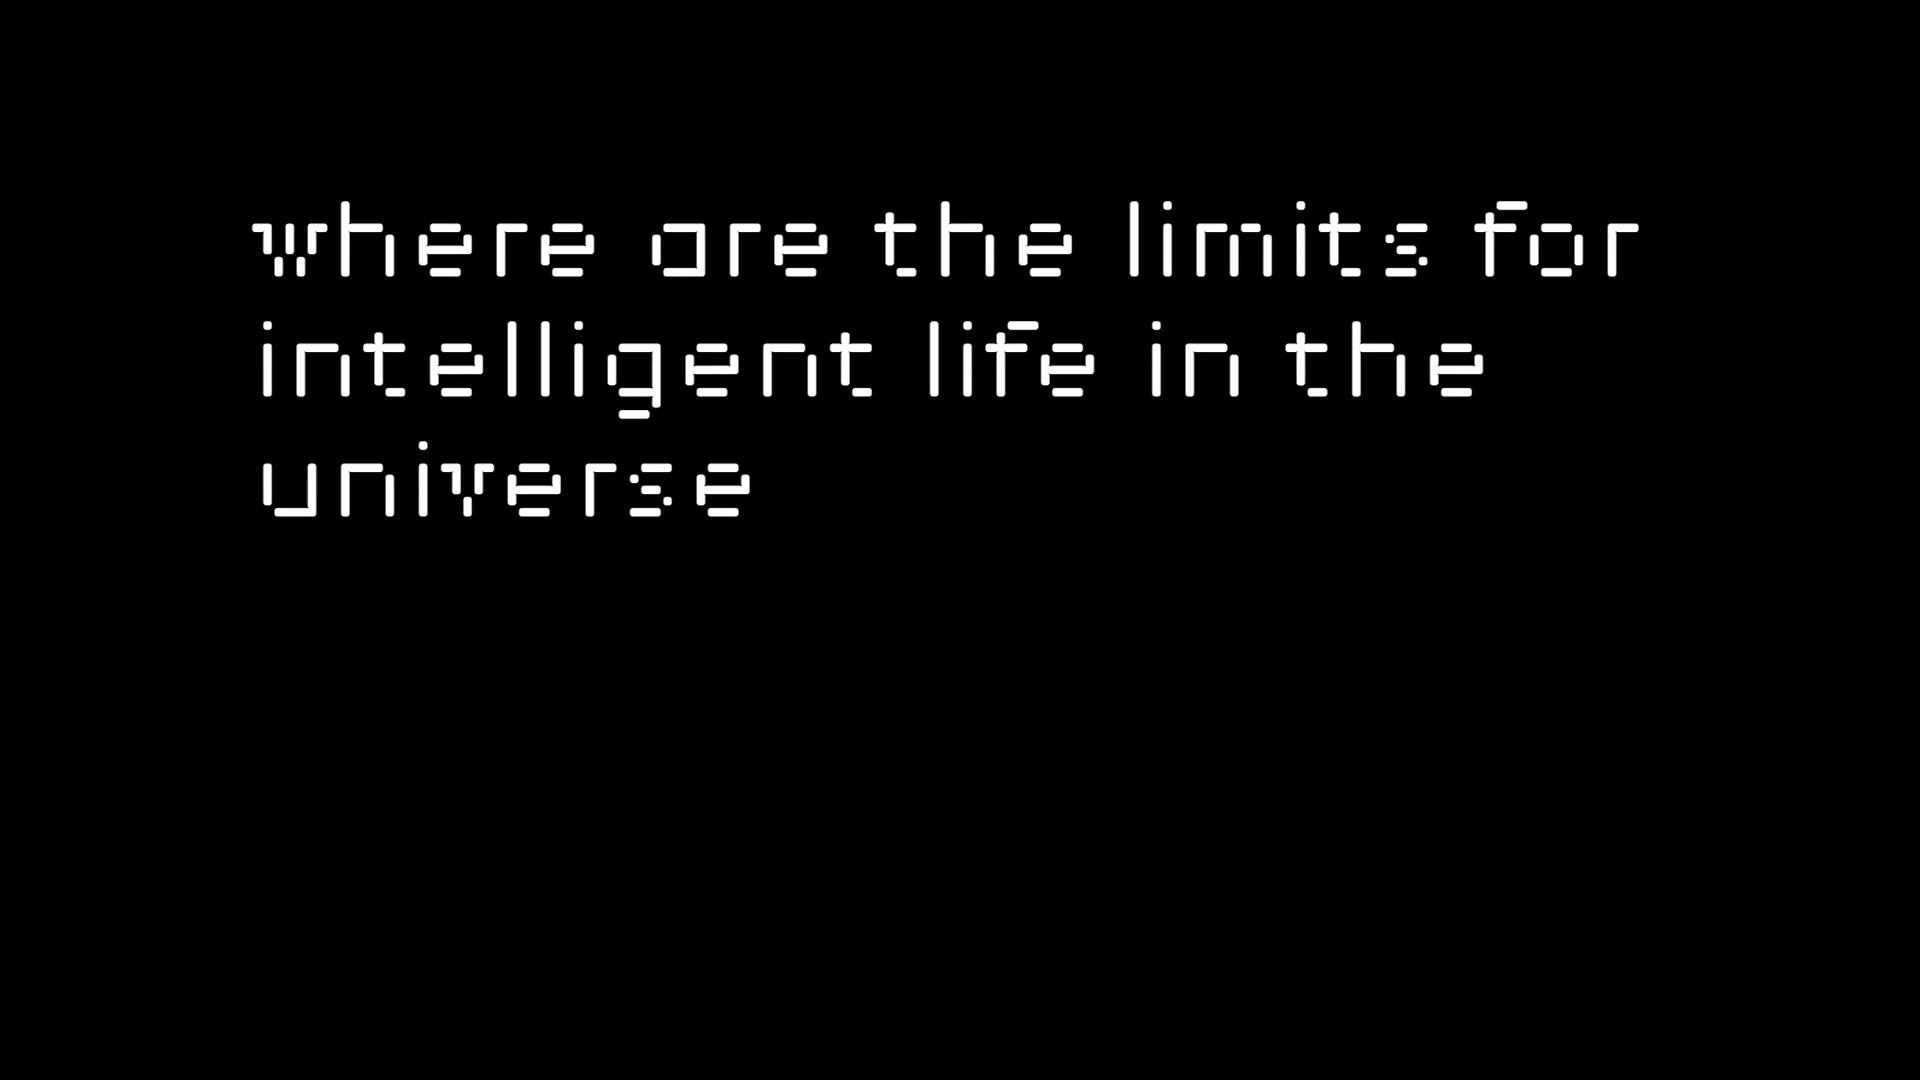 where are the limits for
intelligent life in the
universe